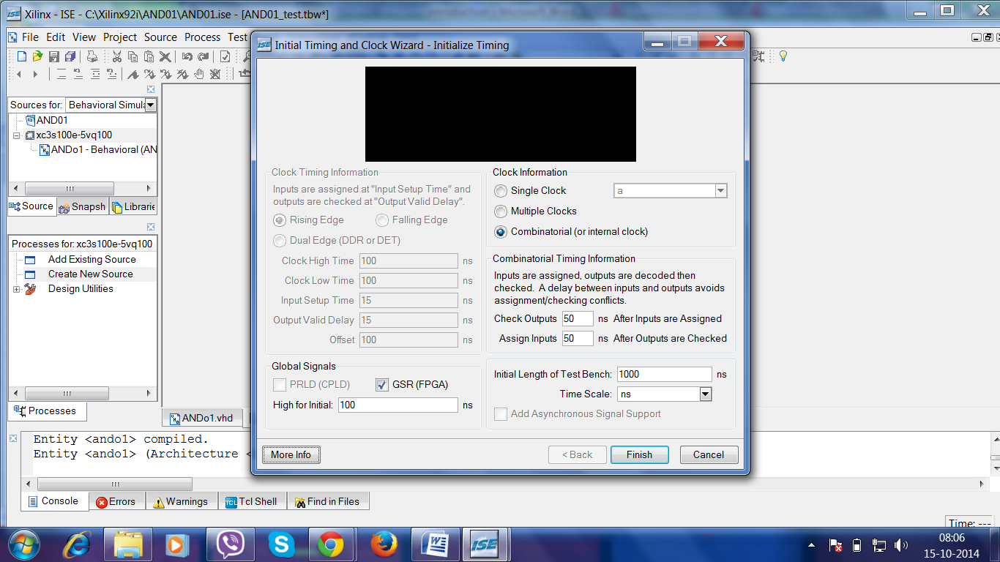 Xilinx - ISE - C:\Xilinx92i\AND01\AND01.ise - [AND01_test.tbw*]
File Edit View Project Source Process Test
Sources for: Behavioral Simula
AND01
xc3s100e-5vq100
ANDo1 - Behavioral (AN
Source Snapsh Librarie
Processes for: xc3s100e-5vq100
Add Existing Source
Create New Source
Design Utilities
Processes
ANDo1.vhd
Initial Timing and Clock Wizard - Initialize Timing
Clock Timing Information
Inputs are assigned at "Input Setup Time" and
outputs are checked at "Output Valid Delay".
Rising Edge Falling Edge
Dual Edge (DDR or DET)
Clock High Time 100 ns
Clock Low Time 100 ns
Input Setup Time 15 ns
Output Valid Delay 15 ns
Offset 100 ns
Global Signals
PRLD (CPLD) GSR (FPGA)
High for Initial: 100 ns
Clock Information
Single Clock a
Multiple Clocks
Combinatorial (or internal clock)
Combinatorial Timing Information
Inputs are assigned, outputs are decoded then
checked. A delay between inputs and outputs avoids
assignment/checking conflicts.
Check Outputs 50 ns After Inputs are Assigned
Assign Inputs 50 ns After Outputs are Checked
Initial Length of Test Bench: 1000 ns
Time Scale: ns
Add Asynchronous Signal Support
More Info < Back Finish Cancel
Entity <ando1> compiled.
Entity <ando1> (Architecture <
Console Errors Warnings TCL Tcl Shell Find in Files
Time: ---
ISE
08:06
15-10-2014